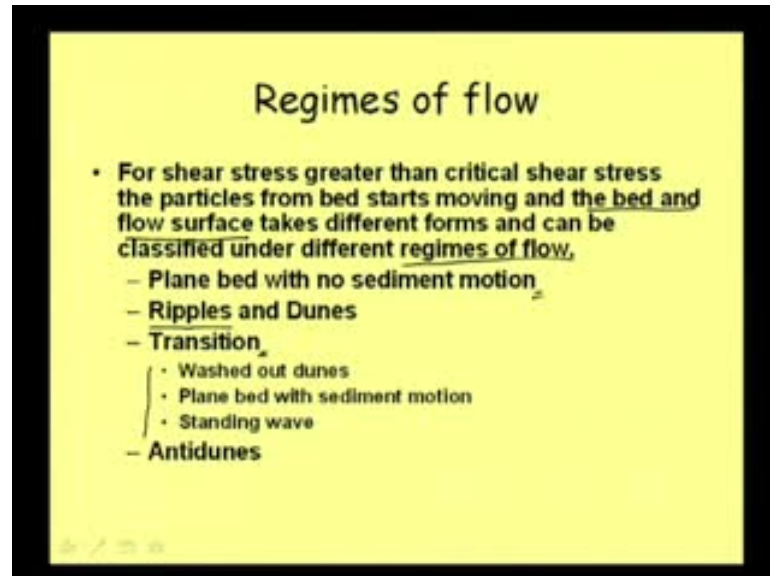 Regimes of flow
• For shear stress greater than critical shear stress
the particles from bed starts moving and the bed and
flow surface takes different forms and can be
classified under different regimes of flow,
– Plane bed with no sediment motion
– Ripples and Dunes
– Transition
• Washed out dunes
• Plane bed with sediment motion
• Standing wave
– Antidunes